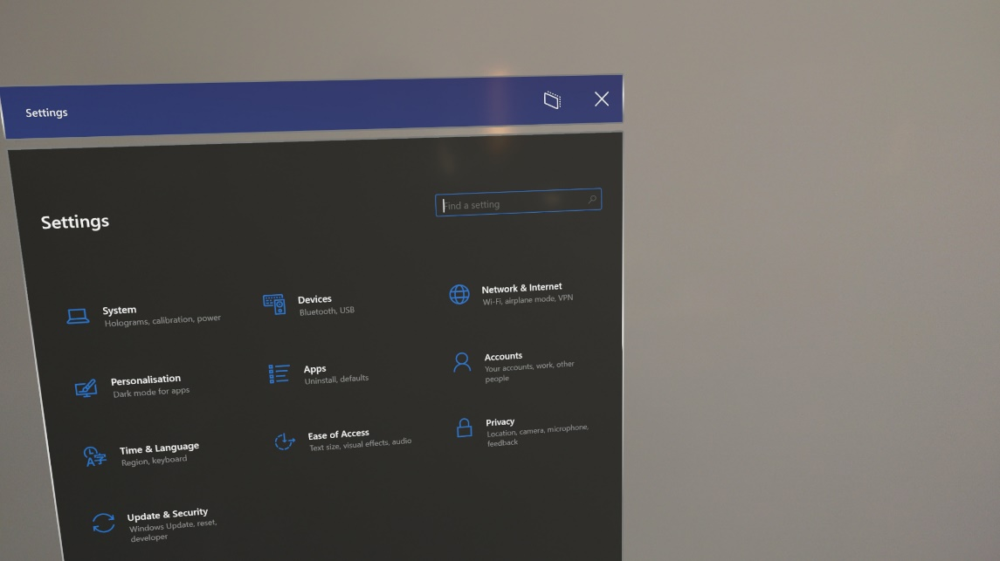 Settings
Settings
Find a setting
System
Holograms, calibration, power
Devices
Bluetooth, USB
Network & Internet
Wi-Fi, airplane mode, VPN
Personalisation
Dark mode for apps
Apps
Uninstall, defaults
Accounts
Your accounts, work, other
people
Time & Language
Region, keyboard
Ease of Access
Text size, visual effects, audio
Privacy
Location, camera, microphone,
feedback
Update & Security
Windows Update, reset,
developer